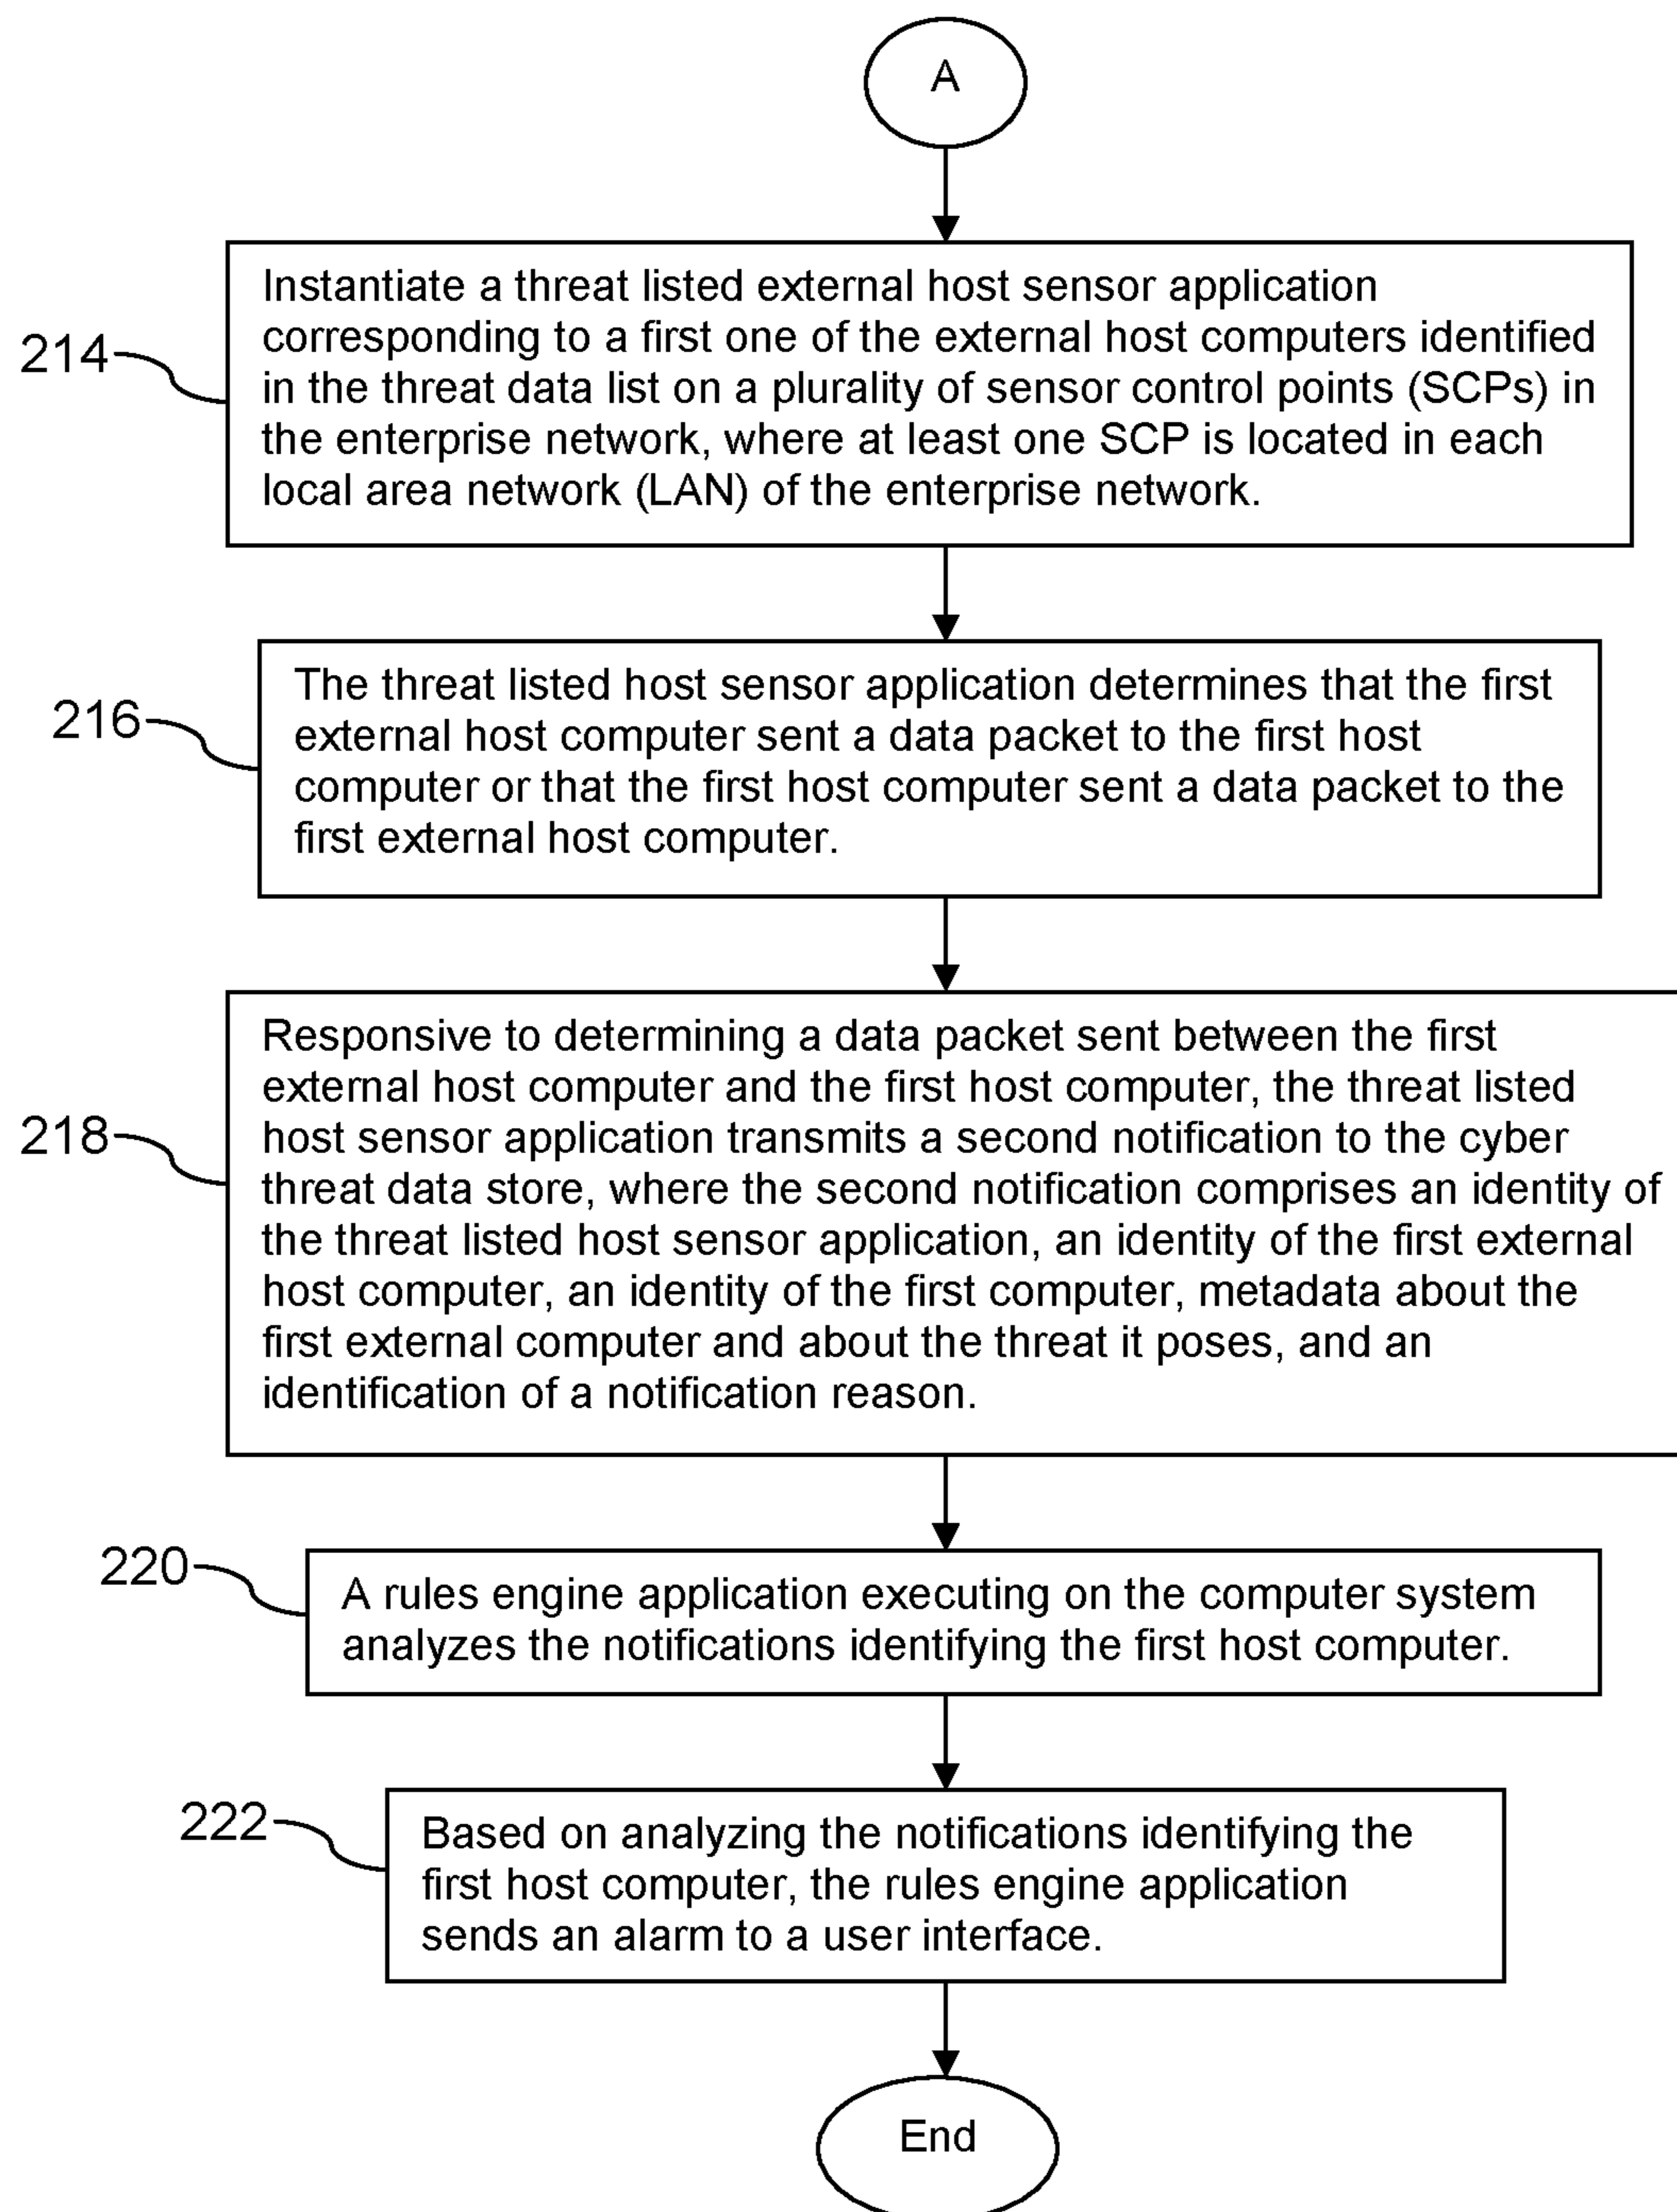 A
214
Instantiate a threat listed external host sensor application
corresponding to a first one of the external host computers identified
in the threat data list on a plurality of sensor control points (SCPs) in
the enterprise network, where at least one SCP is located in each
local area network (LAN) of the enterprise network.
216
The threat listed host sensor application determines that the first
external host computer sent a data packet to the first host
computer or that the first host computer sent a data packet to the
first external host computer.
218
Responsive to determining a data packet sent between the first
external host computer and the first host computer, the threat listed
host sensor application transmits a second notification to the cyber
threat data store, where the second notification comprises an identity of
the threat listed host sensor application, an identity of the first external
host computer, an identity of the first computer, metadata about the
first external computer and about the threat it poses, and an
identification of a notification reason.
220
A rules engine application executing on the computer system
analyzes the notifications identifying the first host computer.
222
Based on analyzing the notifications identifying the
first host computer, the rules engine application
sends an alarm to a user interface.
End